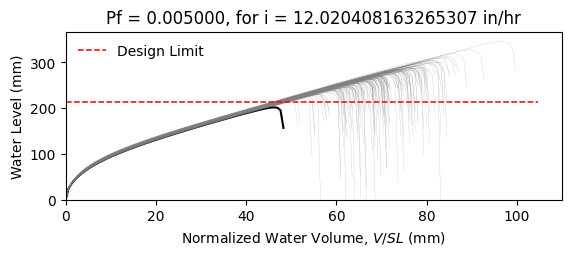 Pf = 0.005000, for i = 12.020408163265307 in/hr
Design Limit
Water Level (mm)
300
200
100
0
0 20 40 60 80 100
Normalized Water Volume, V/SL (mm)